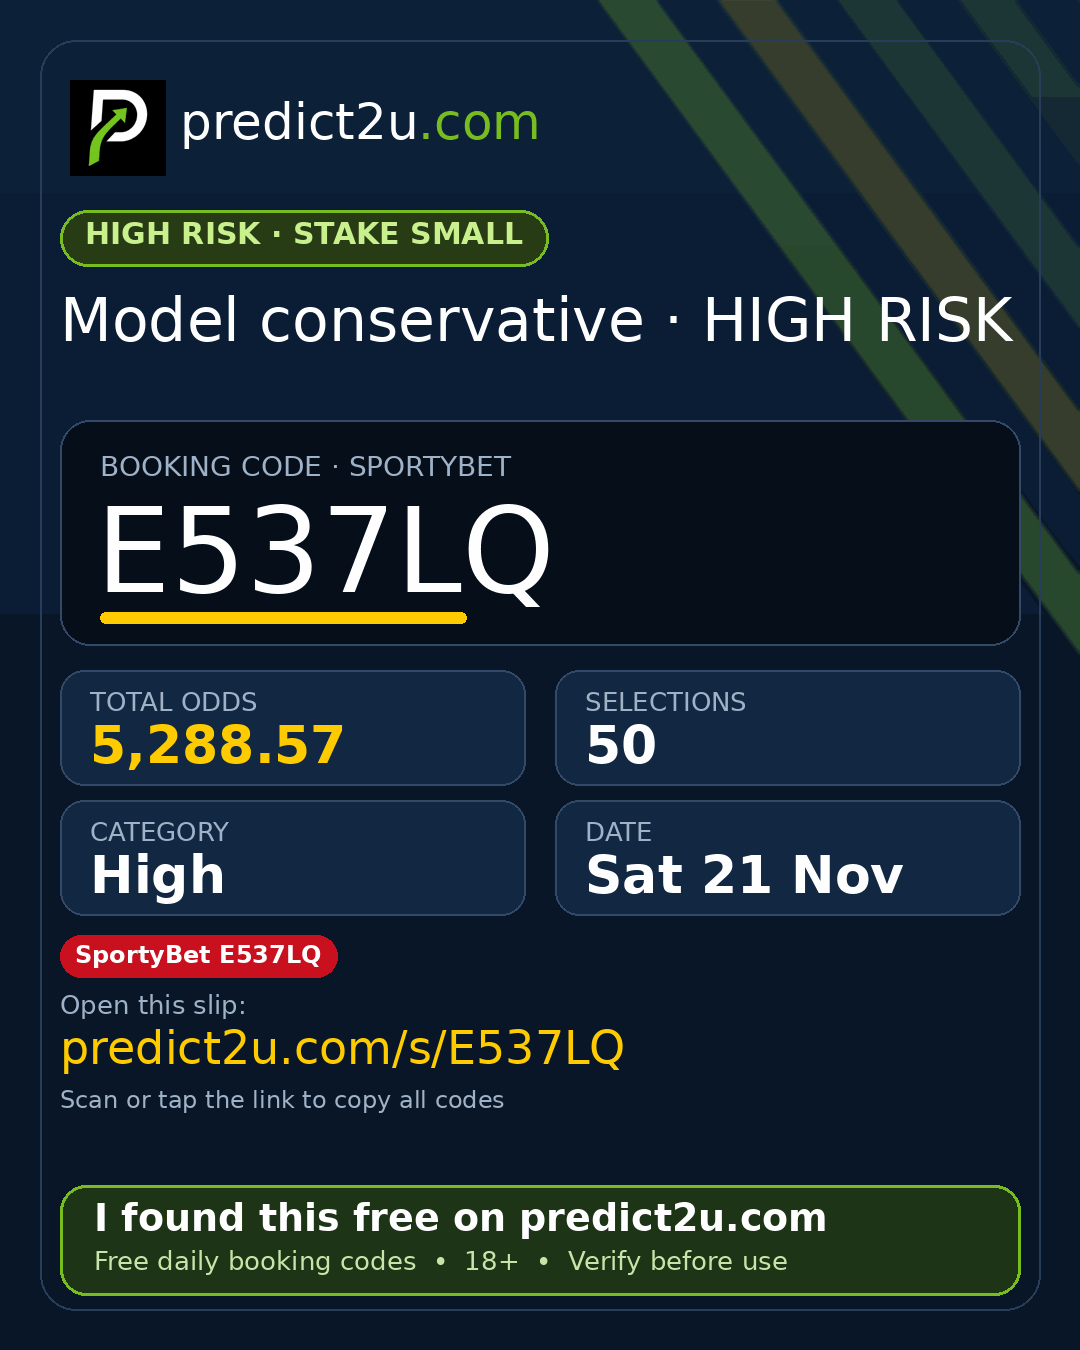 predict2u.com
HIGH RISK · STAKE SMALL
Model conservative · HIGH RISK
BOOKING CODE · SPORTYBET
E537LQ
TOTAL ODDS
5,288.57
SELECTIONS
50
CATEGORY
High
DATE
Sat 21 Nov
SportyBet E537LQ
Open this slip:
predict2u.com/s/E537LQ
Scan or tap the link to copy all codes
I found this free on predict2u.com
Free daily booking codes • 18+ • Verify before use